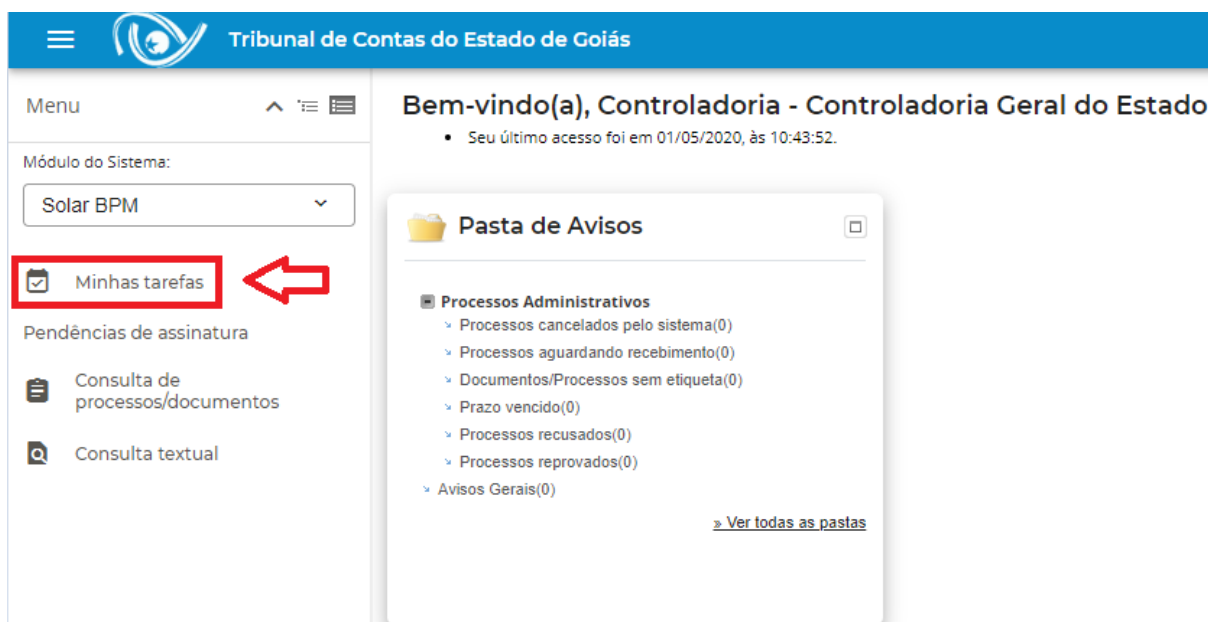 Tribunal de Contas do Estado de Goiás
Menu
Módulo do Sistema:
Solar BPM
Minhas tarefas
Pendências de assinatura
Consulta de
processos/documentos
Consulta textual
Bem-vindo(a), Controladoria - Controladoria Geral do Estado
• Seu último acesso foi em 01/05/2020, às 10:43:52.
Pasta de Avisos
Processos Administrativos
Processos cancelados pelo sistema(0)
Processos aguardando recebimento(0)
Documentos/Processos sem etiqueta(0)
Prazo vencido(0)
Processos recusados(0)
Processos reprovados(0)
Avisos Gerais(0)
» Ver todas as pastas